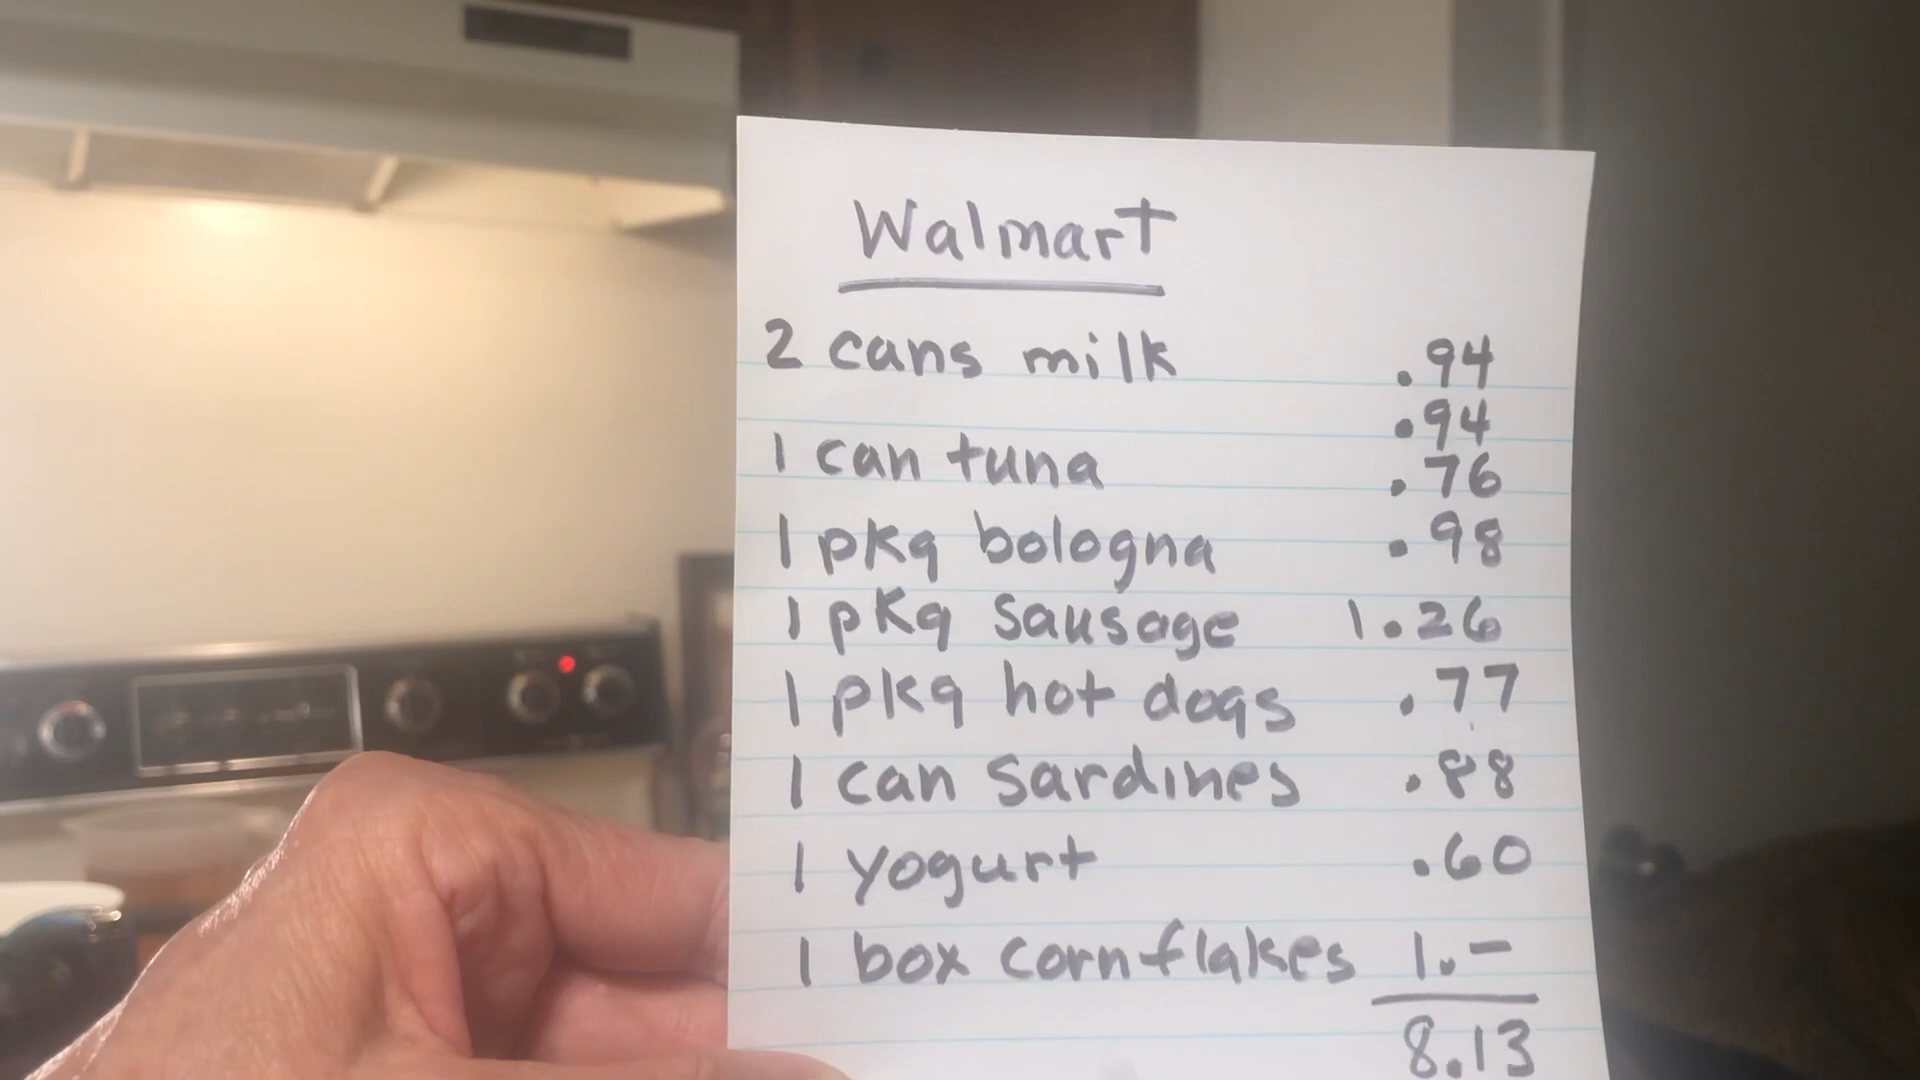 Walmart
2 cans milk .94
.94
1 can tuna .76
1 pkg bologna .98
1 pkg sausage 1.26
1 pkg hot dogs .77
1 can sardines .88
1 yogurt .60
1 box cornflakes 1.-
8.13